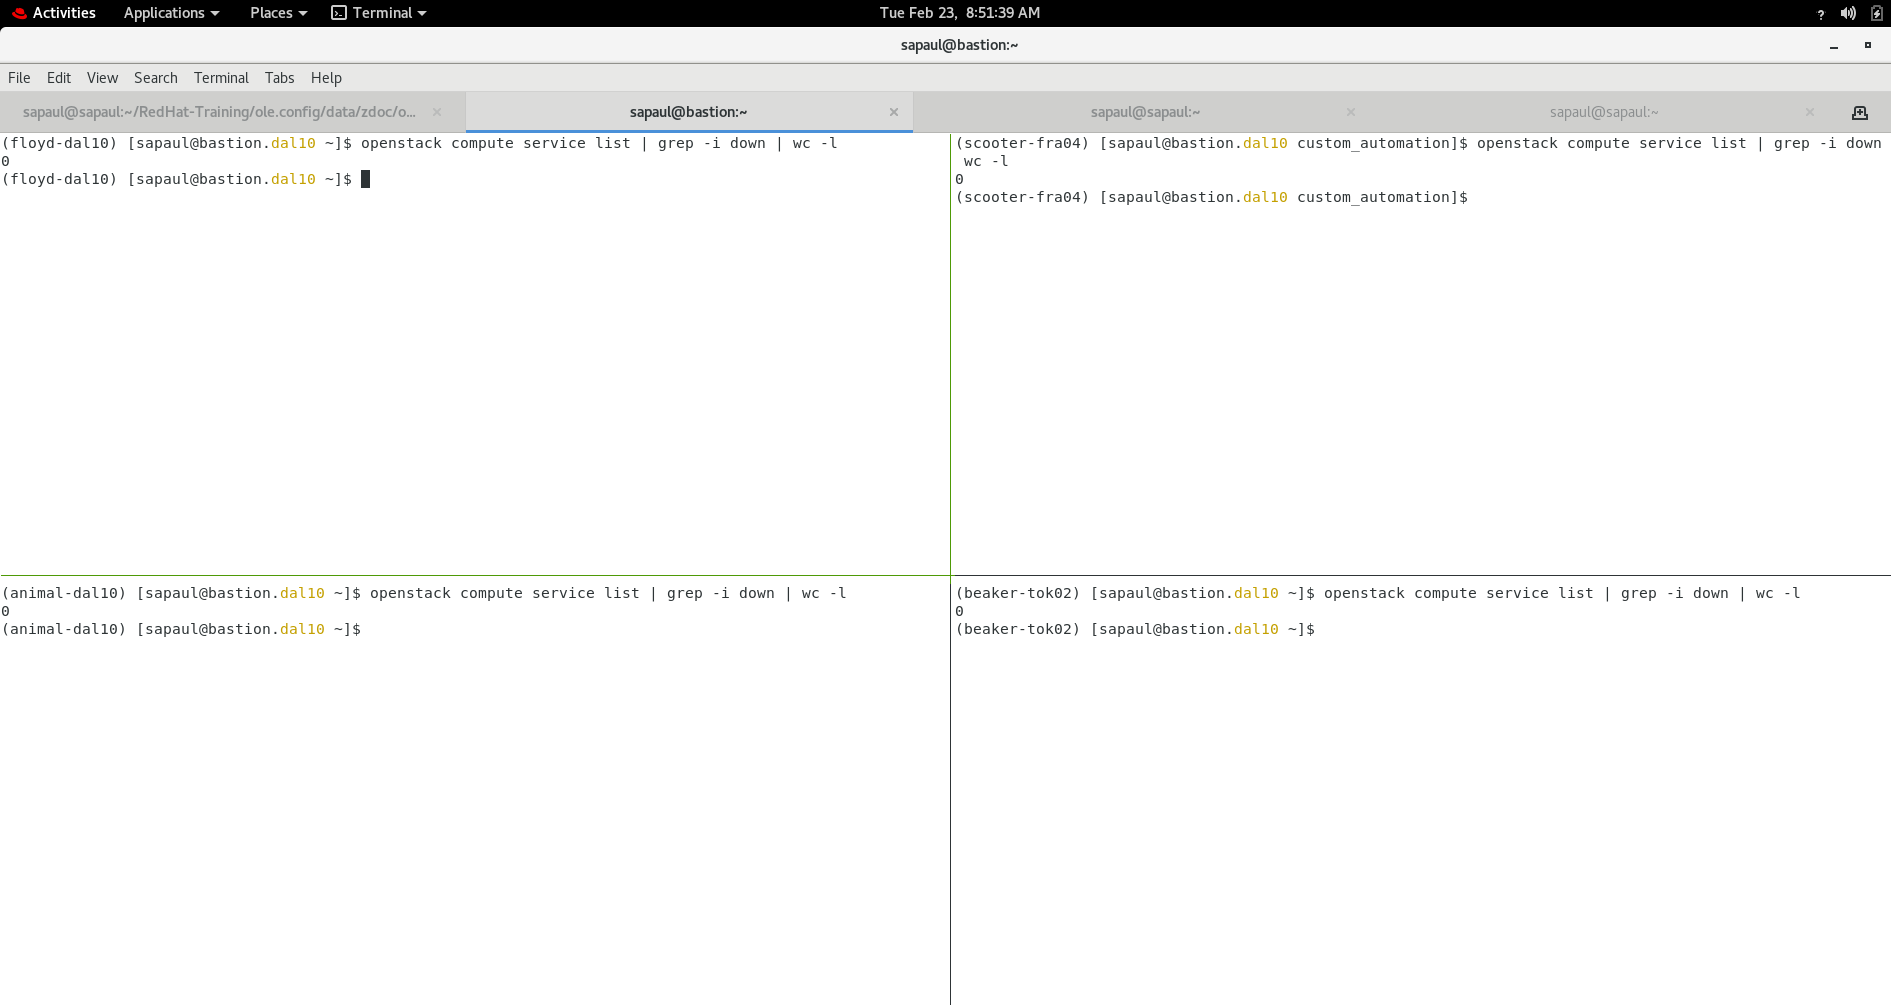 Activities Applications Places Terminal Tue Feb 23, 8:51:39 AM ?
sapaul@bastion:~
File Edit View Search Terminal Tabs Help
sapaul@sapaul:~/RedHat-Training/ole.config/data/zdoc/o... × sapaul@bastion:~ × sapaul@sapaul:~ × sapaul@sapaul:~ ×
(floyd-dal10) [sapaul@bastion.dal10 ~]$ openstack compute service list | grep -i down | wc -l
0
(floyd-dal10) [sapaul@bastion.dal10 ~]$
(scooter-fra04) [sapaul@bastion.dal10 custom_automation]$ openstack compute service list | grep -i down
wc -l
0
(scooter-fra04) [sapaul@bastion.dal10 custom_automation]$
(animal-dal10) [sapaul@bastion.dal10 ~]$ openstack compute service list | grep -i down | wc -l
0
(animal-dal10) [sapaul@bastion.dal10 ~]$
(beaker-tok02) [sapaul@bastion.dal10 ~]$ openstack compute service list | grep -i down | wc -l
0
(beaker-tok02) [sapaul@bastion.dal10 ~]$